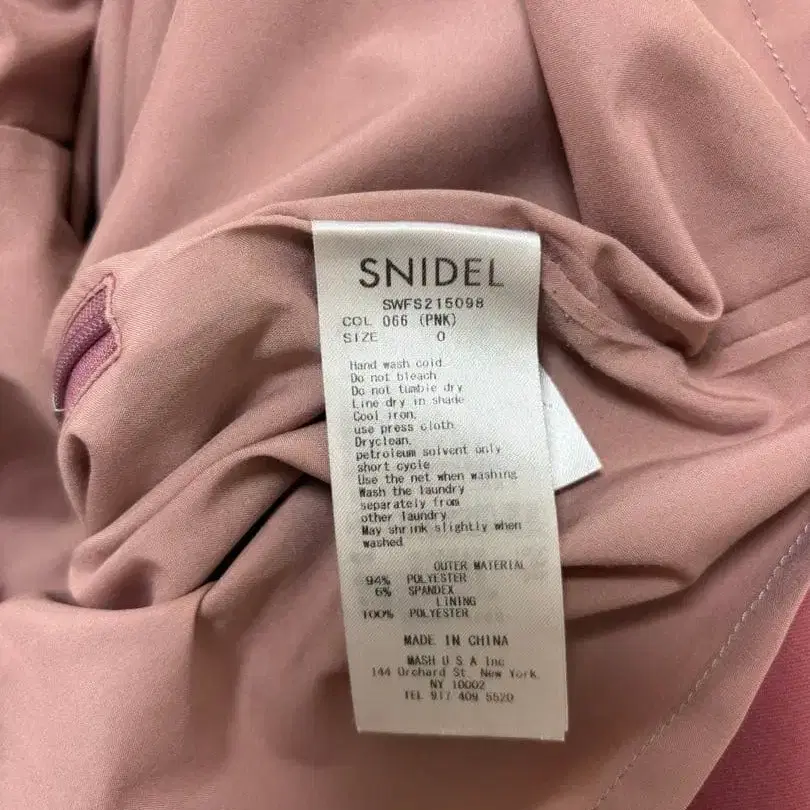 SNIDEL
SWFS215098
COL 066 (PNK)
SIZE 0
Hand wash cold.
Do not bleach
Do not tumble dry
Line dry in shade
Cool iron,
use press cloth
Dryclean,
petroleum solvent only
short cycle
Use the net when washing
Wash the laundry
separately from
other laundry
May shrink slightly when
washed
OUTER MATERIAL
94% POLYESTER
6% SPANDEX
LINING
100% POLYESTER
MADE IN CHINA
MASH U S A Inc
144 Orchard St. New York.
NY 10002
TEL 917 409 5520